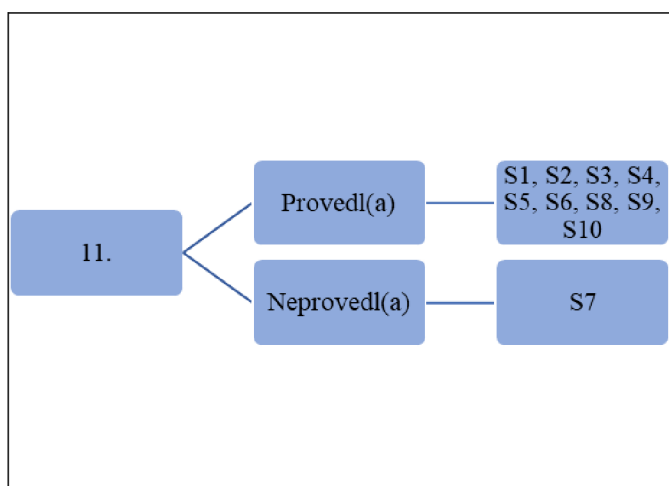 11.
Provedl(a)
S1, S2, S3, S4,
S5, S6, S8, S9,
S10
Neprovedl(a)
S7